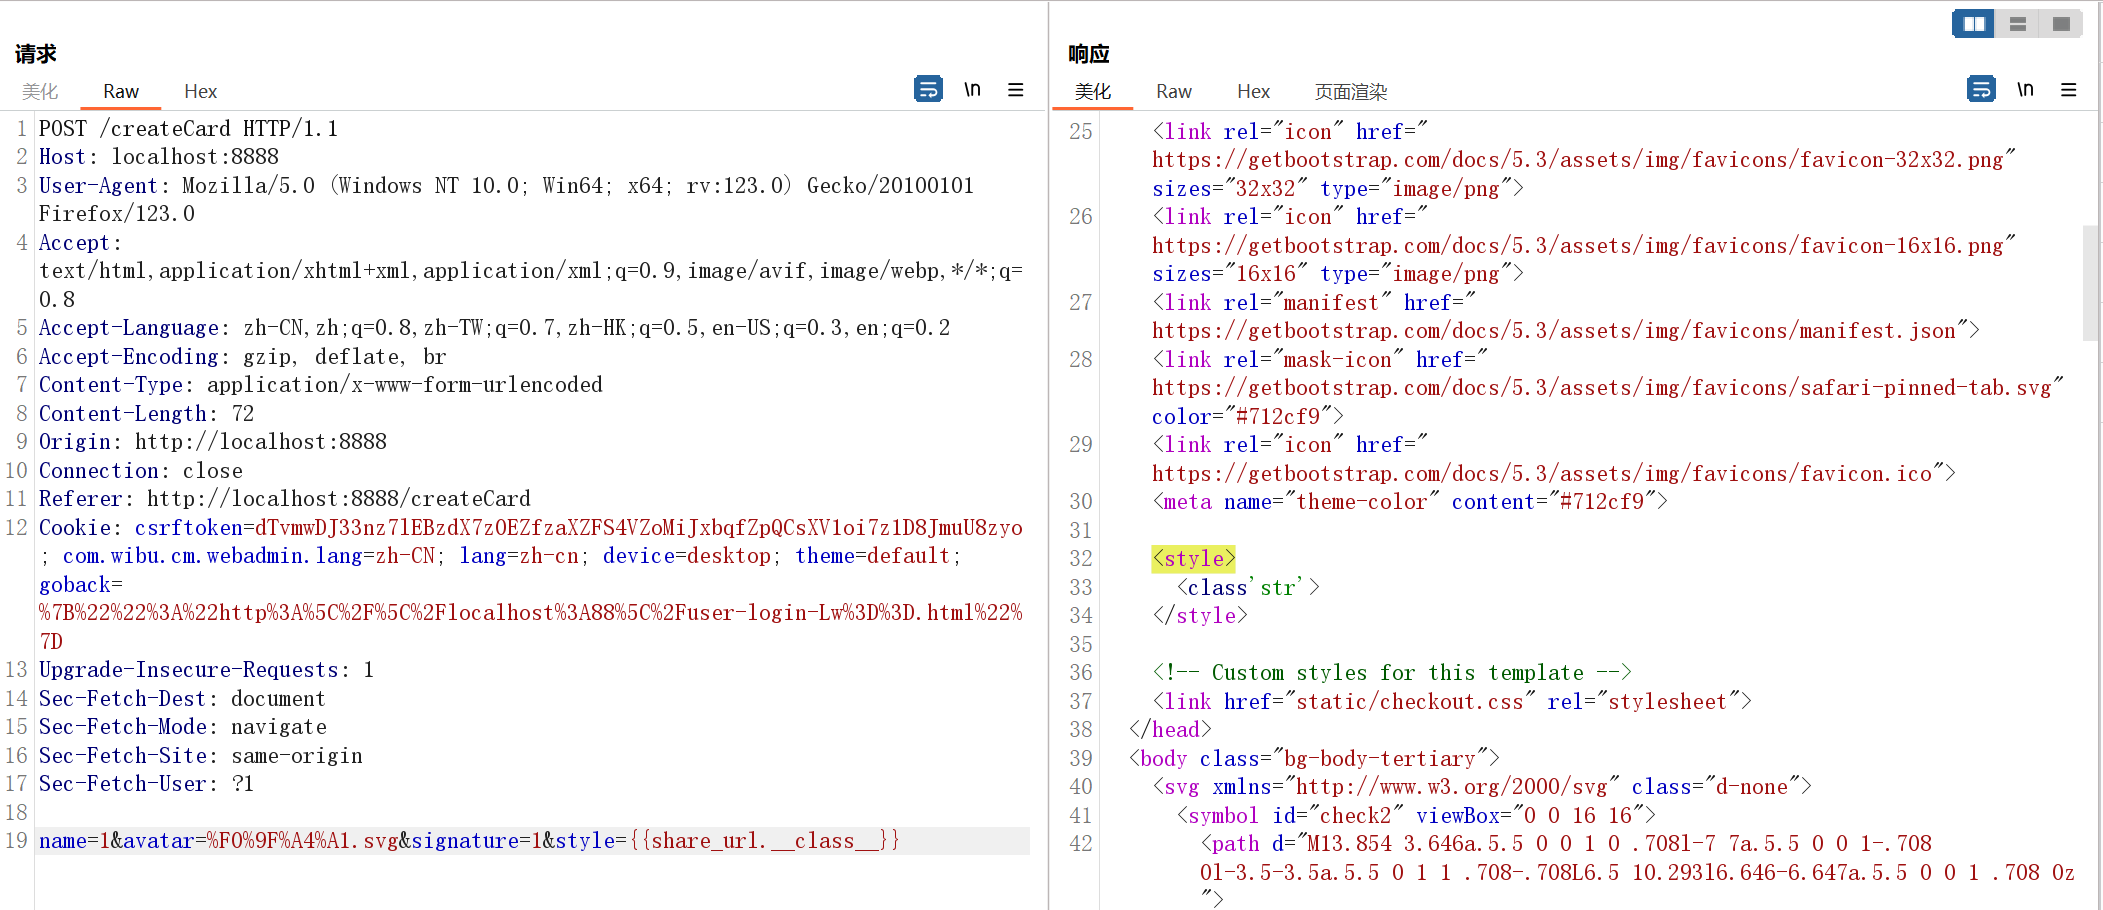 请求
美化 Raw Hex \n
1 POST /createCard HTTP/1.1
2 Host: localhost:8888
3 User-Agent: Mozilla/5.0 (Windows NT 10.0; Win64; x64; rv:123.0) Gecko/20100101
Firefox/123.0
4 Accept:
text/html,application/xhtml+xml,application/xml;q=0.9,image/avif,image/webp,*/*;q=
0.8
5 Accept-Language: zh-CN,zh;q=0.8,zh-TW;q=0.7,zh-HK;q=0.5,en-US;q=0.3,en;q=0.2
6 Accept-Encoding: gzip, deflate, br
7 Content-Type: application/x-www-form-urlencoded
8 Content-Length: 72
9 Origin: http://localhost:8888
10 Connection: close
11 Referer: http://localhost:8888/createCard
12 Cookie: csrftoken=dTvmwDJ33nz7lEBzdX7z0EZfzaXZFS4VZoMiJxbqfZpQCsXV1oi7z1D8JmuU8zyo
; com.wibu.cm.webadmin.lang=zh-CN; lang=zh-cn; device=desktop; theme=default;
goback=
%7B%22%22%3A%22http%3A%5C%2F%5C%2Flocalhost%3A88%5C%2Fuser-login-Lw%3D%3D.html%22%
7D
13 Upgrade-Insecure-Requests: 1
14 Sec-Fetch-Dest: document
15 Sec-Fetch-Mode: navigate
16 Sec-Fetch-Site: same-origin
17 Sec-Fetch-User: ?1
18
19 name=1&avatar=%F0%9F%A4%A1.svg&signature=1&style={{share_url.__class__}}
响应
美化 Raw Hex 页面渲染 \n
25 <link rel="icon" href="
https://getbootstrap.com/docs/5.3/assets/img/favicons/favicon-32x32.png"
sizes="32x32" type="image/png">
26 <link rel="icon" href="
https://getbootstrap.com/docs/5.3/assets/img/favicons/favicon-16x16.png"
sizes="16x16" type="image/png">
27 <link rel="manifest" href="
https://getbootstrap.com/docs/5.3/assets/img/favicons/manifest.json">
28 <link rel="mask-icon" href="
https://getbootstrap.com/docs/5.3/assets/img/favicons/safari-pinned-tab.svg"
color="#712cf9">
29 <link rel="icon" href="
https://getbootstrap.com/docs/5.3/assets/img/favicons/favicon.ico">
30 <meta name="theme-color" content="#712cf9">
31
32 <style>
33 <class'str'>
34 </style>
35
36 <!-- Custom styles for this template -->
37 <link href="static/checkout.css" rel="stylesheet">
38 </head>
39 <body class="bg-body-tertiary">
40 <svg xmlns="http://www.w3.org/2000/svg" class="d-none">
41 <symbol id="check2" viewBox="0 0 16 16">
42 <path d="M13.854 3.646a.5.5 0 0 1 0 .708l-7 7a.5.5 0 0 1-.708
0l-3.5-3.5a.5.5 0 1 1 .708-.708L6.5 10.293l6.646-6.647a.5.5 0 0 1 .708 0z
">